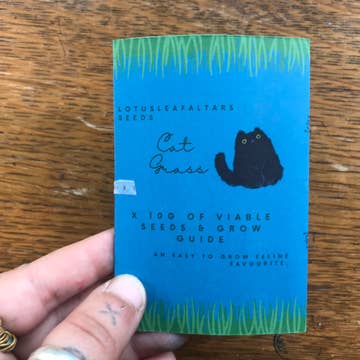 LOTUSLEAFALTARS
SEEDS
Cat
Grass
X 10G OF VIABLE
SEEDS & GROW
GUIDE
AN EASY TO GROW FELINE
FAVOURITE.